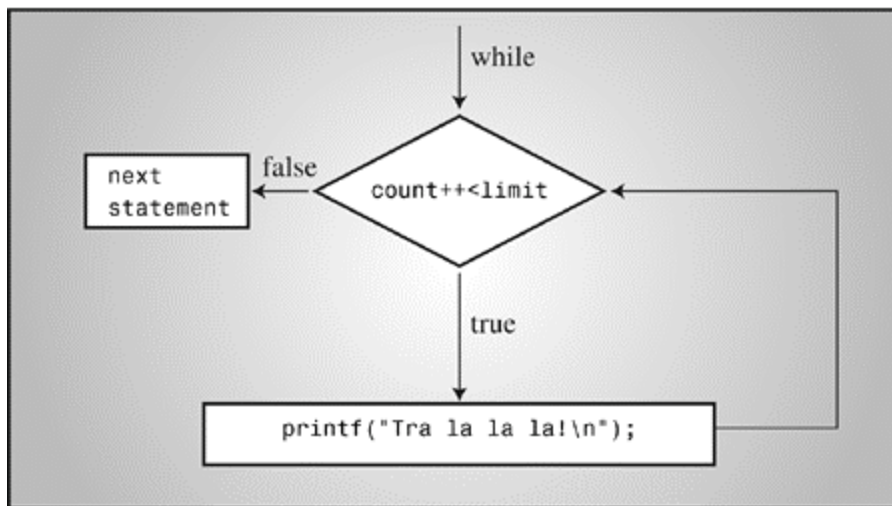 while
false
next
statement
count++<limit
true
printf("Tra la la la!\n");